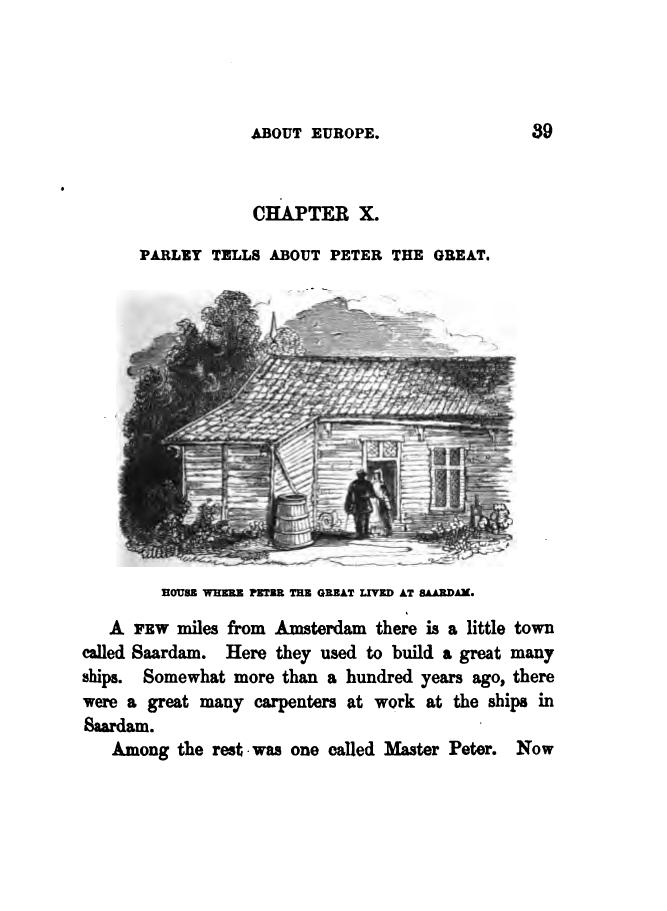 ABOUT EUROPE. 39
CHAPTER X.
PARLEY TELLS ABOUT PETER THE GREAT.
HOUSE WHERE PETER THE GREAT LIVED AT SAARDAM.
A FEW miles from Amsterdam there is a little town
called Saardam. Here they used to build a great many
ships. Somewhat more than a hundred years ago, there
were a great many carpenters at work at the ships in
Saardam.
Among the rest was one called Master Peter. Now